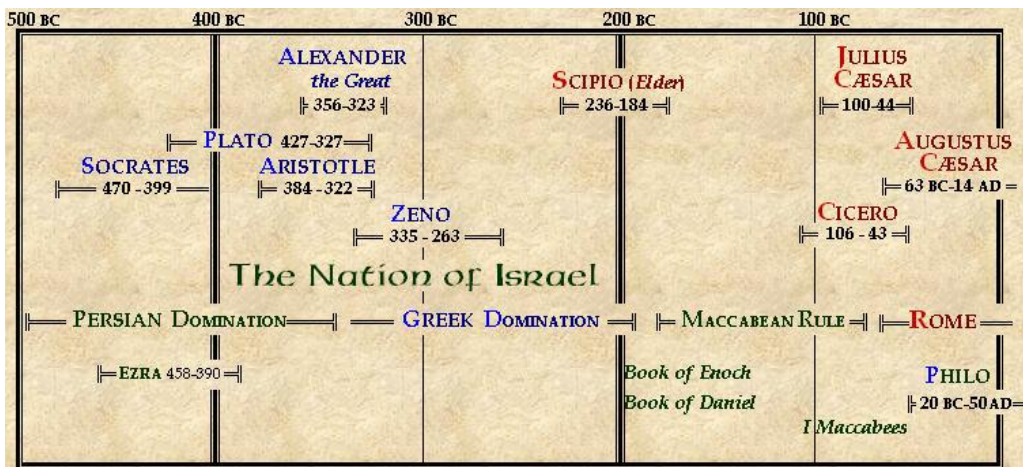 500 BC 400 BC 300 BC 200 BC 100 BC
ALEXANDER
the Great
356-323
SCIPIO (Elder)
236-184
JULIUS
CÆSAR
100-44
PLATO 427-327
SOCRATES
470 -399
ARISTOTLE
384 -322
AUGUSTUS
CÆSAR
63 BC-14 AD
ZENO
335 - 263
CICERO
106 - 43
The Nation of Israel
PERSIAN DOMINATION GREEK DOMINATION MACCABEAN RULE ROME
EZRA 458-390
Book of Enoch
Book of Daniel
I Maccabees
PHILO
20 BC-50AD